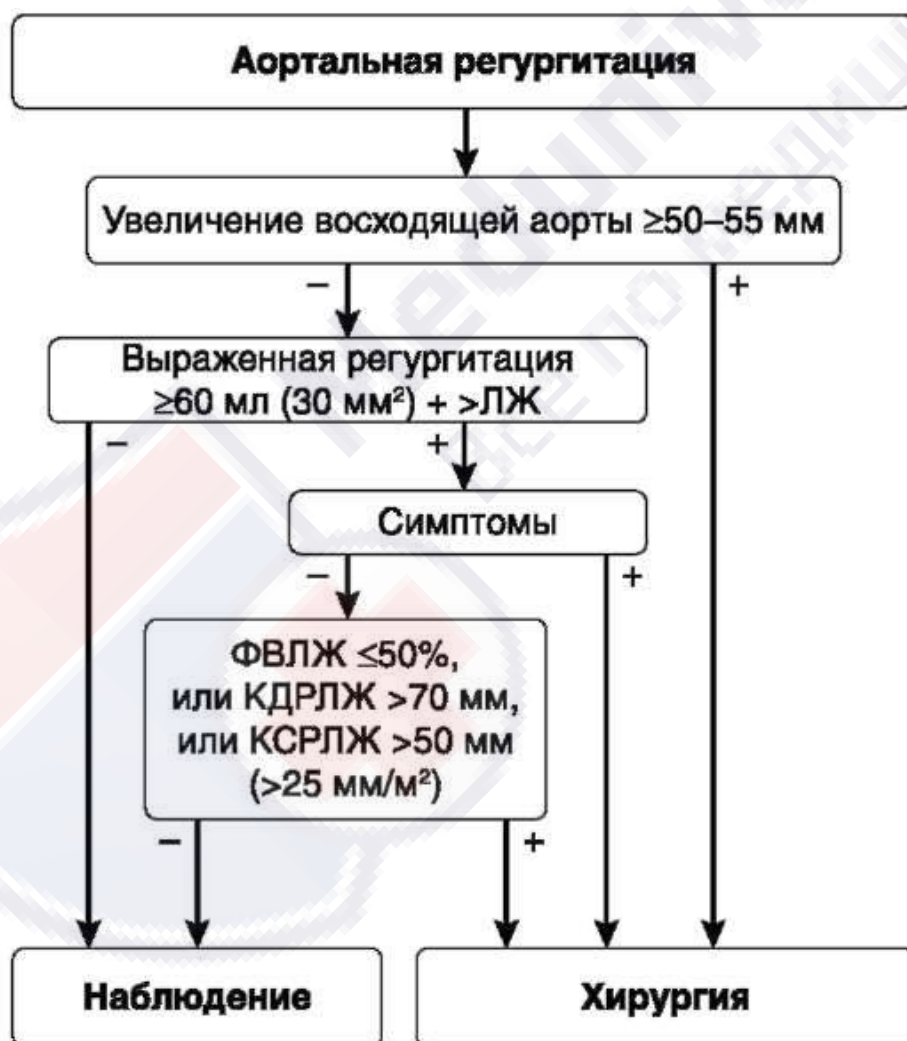 Аортальная регургитация
Увеличение восходящей аорты ≥50–55 мм
– +
Выраженная регургитация
≥60 мл (30 мм²) + >ЛЖ
– +
Симптомы
– +
ФВЛЖ ≤50%,
или КДРЛЖ >70 мм,
или КСРЛЖ >50 мм
(>25 мм/м²)
– +
Наблюдение
Хирургия